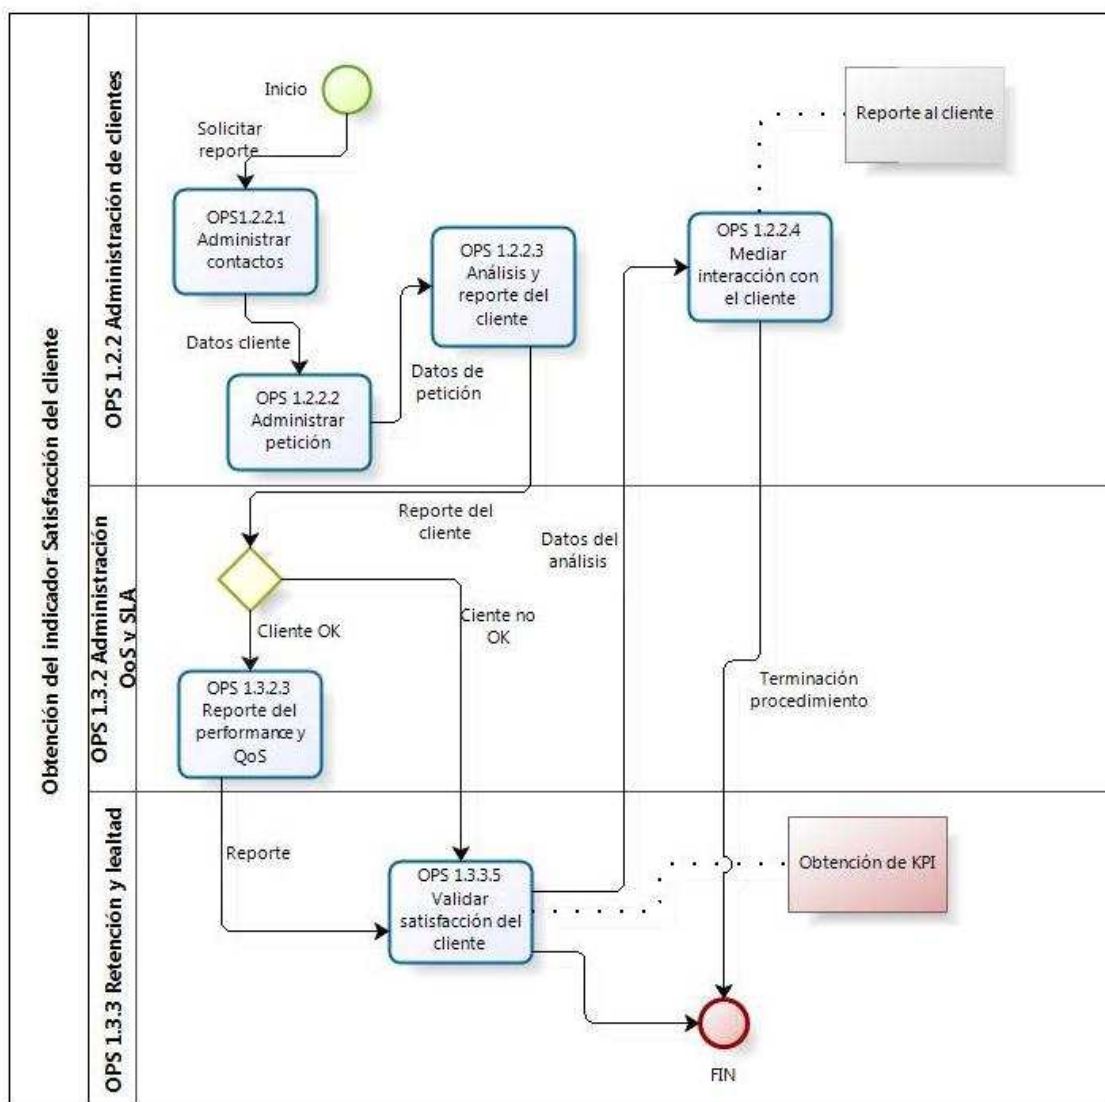 Obtención del indicador Satisfacción del cliente
OPS 1.2.2 Administración de clientes
Inicio
Solicitar
reporte
OPS1.2.2.1
Administrar
contactos
Datos cliente
OPS 1.2.2.2
Administrar
petición
Datos de
petición
OPS 1.2.2.3
Análisis y
reporte del
cliente
OPS 1.2.2.4
Mediar
interacción con
el cliente
Reporte al cliente
OPS 1.3.2 Administración
QoS v SLA
Reporte del
cliente
Datos del
análisis
Cliente OK
Ciente no
OK
OPS 1.3.2.3
Reporte del
performance y
QoS
Terminación
procedimiento
OPS 1.3.3 Retención y lealtad
Reporte
OPS 1.3.3.5
Validar
satisfacción del
cliente
Obtención de KPI
FIN